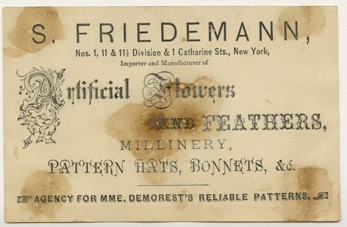 S. FRIEDEMANN,
Nos. 1, 11 & 11½ Division & 1 Catharine Sts., New York,
Importer and Manufacturer of
Artificial Flowers
AND FEATHERS,
MILLINERY,
PATTERN HATS, BONNETS, &c.
AGENCY FOR MME. DEMOREST'S RELIABLE PATTERNS.